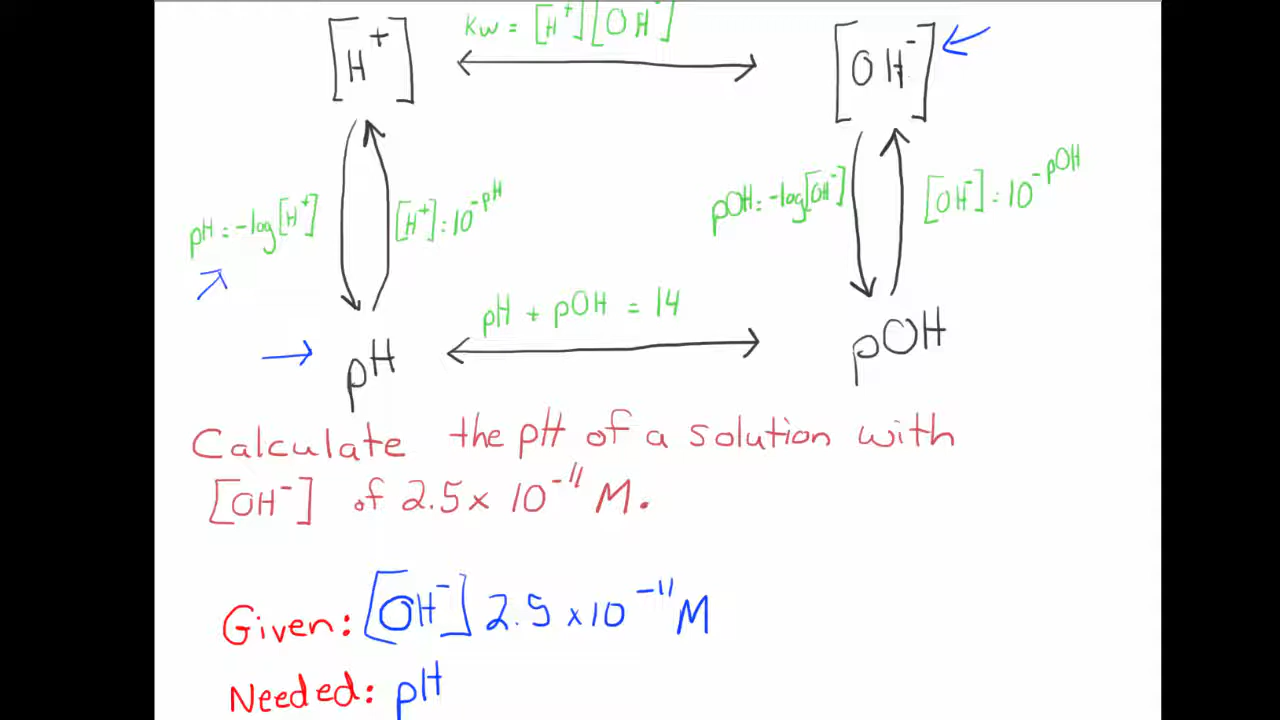 Kw = [H⁺][OH⁻]
[H⁺]
[OH⁻]
pH = -log[H⁺]
[H⁺] = 10^-pH
pOH = -log[OH⁻]
[OH⁻] = 10^-pOH
pH + pOH = 14
pH
pOH
Calculate the pH of a solution with
[OH⁻] of 2.5 x 10⁻¹¹ M.
Given: [OH⁻] 2.5 x 10⁻¹¹ M
Needed: pH